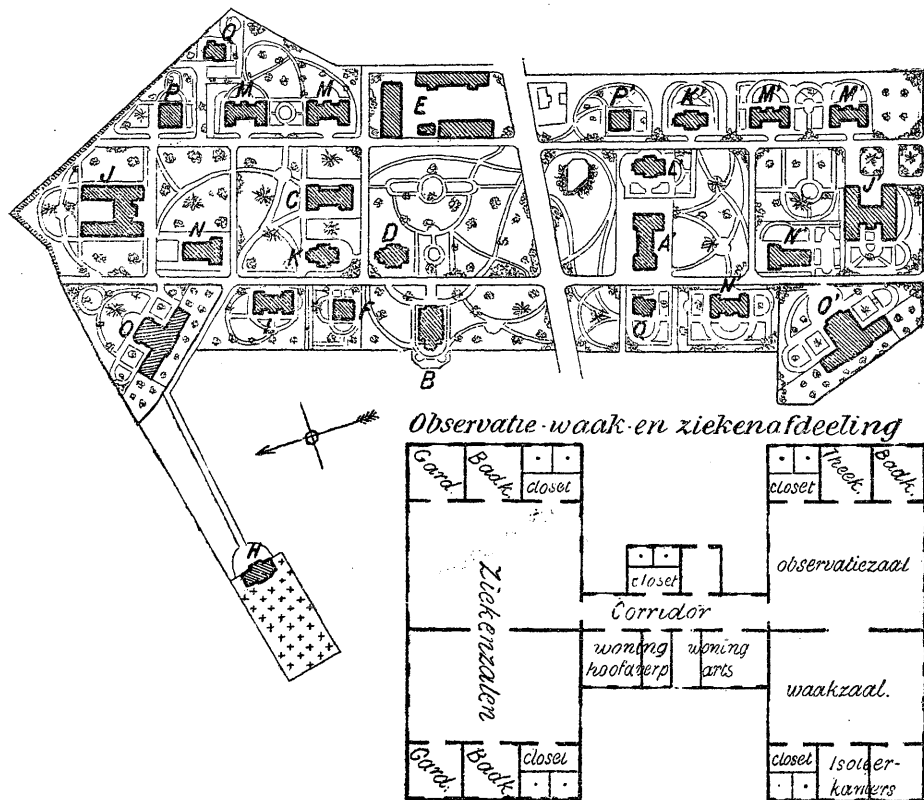 Q
P M M E P' K' M' M'
J C L' J
N K D A' N'
O I F B Q N' O'
H
Observatie-waak-en ziekenafdeeling
Gard. Badk. closet closet Theek. Badk.
Ziekenzalen closet observatiezaal
Corridor
woning hoofdverp woning arts
waakzaal.
Gard. Badk. closet closet Isoleer-
kamers